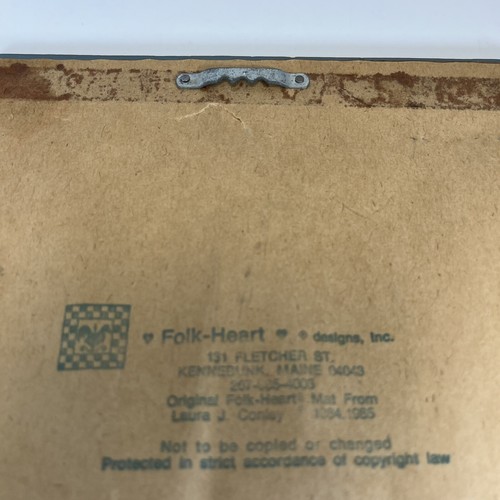 ♥ Folk-Heart ♥ ® designs, Inc.
131 FLETCHER ST.
KENNEBUNK, MAINE 04043
Original Folk-Heart® Mat From
Laura J. 1984,1985
Not to be copied or changed
Protected in strict accordance of copyright law